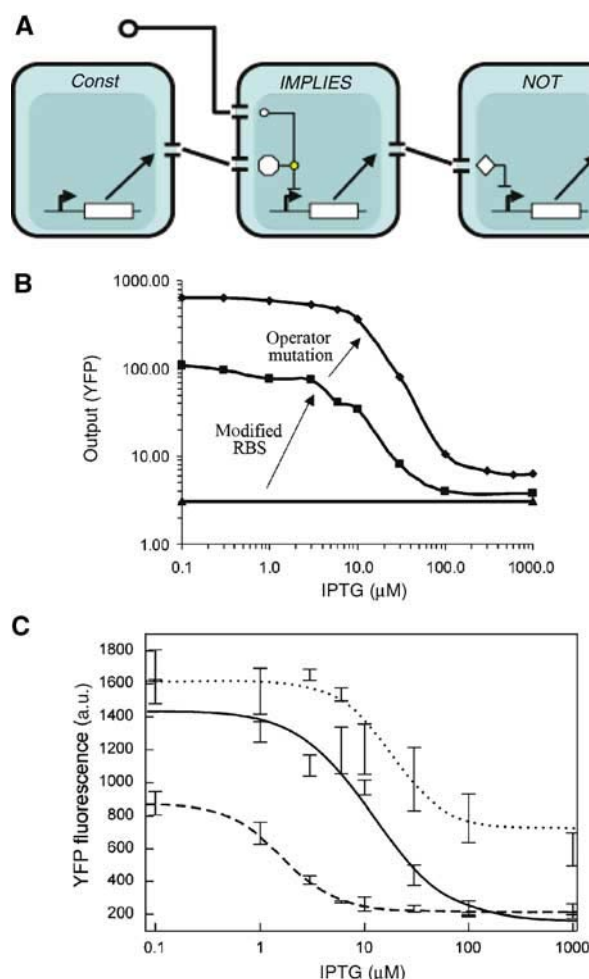 A
Const
IMPLIES
NOT
B
Output (YFP)
1000.00
100.00
10.00
1.00
Operator
mutation
Modified
RBS
0.1
1.0
10.0
100.0
1000.0
IPTG (μM)
C
YFP fluorescence (a.u.)
1800
1600
1400
1200
1000
800
600
400
200
0.1
1
10
100
1000
IPTG (μM)